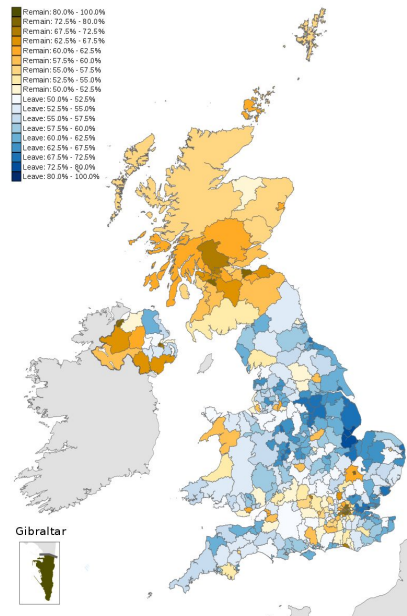 Remain: 80.0% - 100.0%
Remain: 72.5% - 80.0%
Remain: 67.5% - 72.5%
Remain: 62.5% - 67.5%
Remain: 60.0% - 62.5%
Remain: 57.5% - 60.0%
Remain: 55.0% - 57.5%
Remain: 52.5% - 55.0%
Remain: 50.0% - 52.5%
Leave: 50.0% - 52.5%
Leave: 52.5% - 55.0%
Leave: 55.0% - 57.5%
Leave: 57.5% - 60.0%
Leave: 60.0% - 62.5%
Leave: 62.5% - 67.5%
Leave: 67.5% - 72.5%
Leave: 72.5% - 80.0%
Leave: 80.0% - 100.0%
Gibraltar